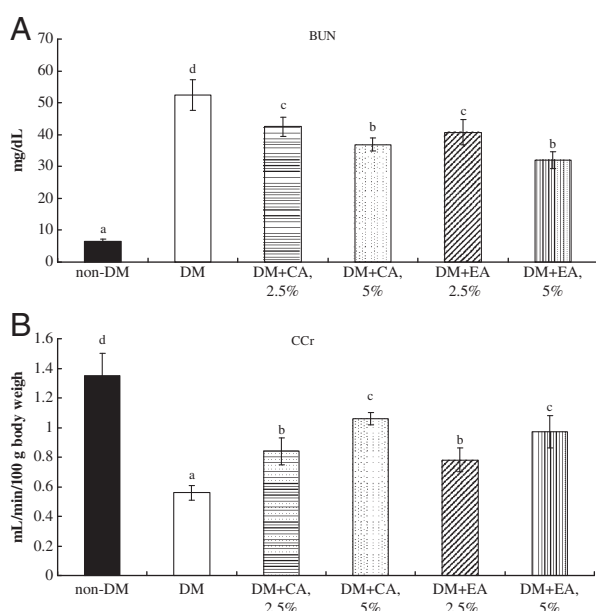 A
BUN
70
60
50
40
30
20
10
0
mg/dL
a
d
c
b
c
b
non-DM DM DM+CA, DM+CA, DM+EA DM+EA,
2.5% 5% 2.5% 5%
B
CCr
1.6
1.4
1.2
1
0.8
0.6
0.4
0.2
0
mL/min/100 g body weigh
d
a
b
c
b
c
non-DM DM DM+CA, DM+CA, DM+EA DM+EA,
2.5% 5% 2.5% 5%